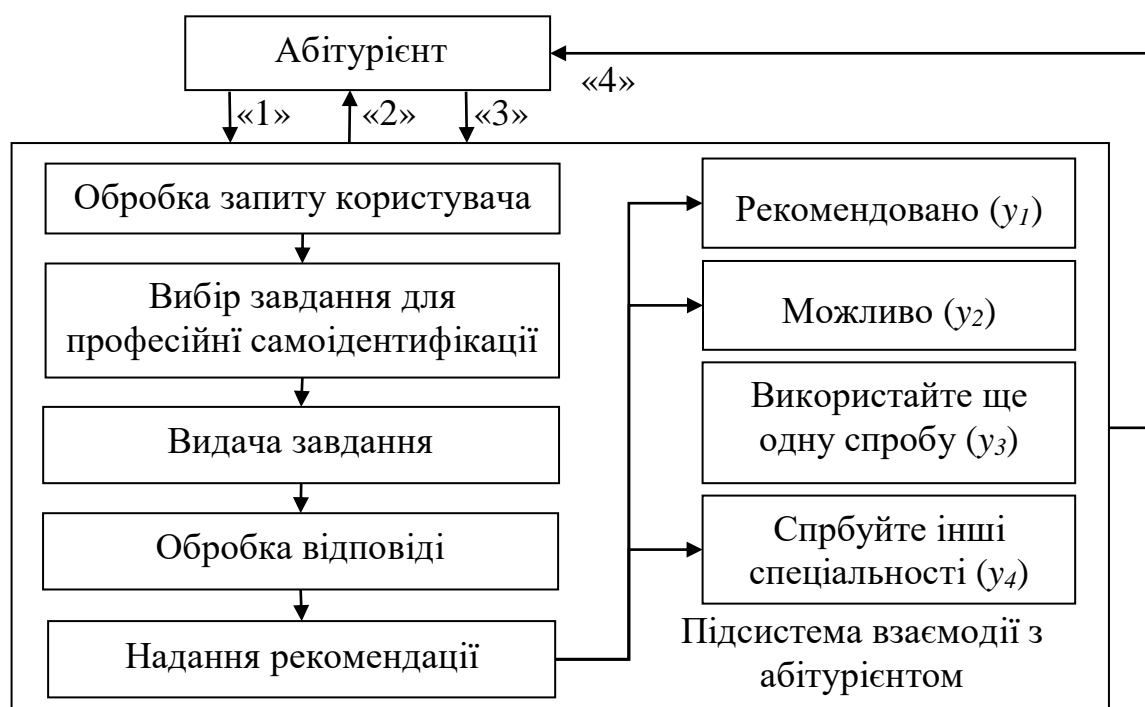 Абітурієнт
«4»
«1»
«2»
«3»
Обробка запиту користувача
Вибір завдання для
професійнї самоідентифікації
Видача завдання
Обробка відповіді
Надання рекомендації
Рекомендовано (y1)
Можливо (y2)
Використайте ще
одну спробу (y3)
Спрбуйте інші
спеціальності (y4)
Підсистема взаємодії з
абітурієнтом